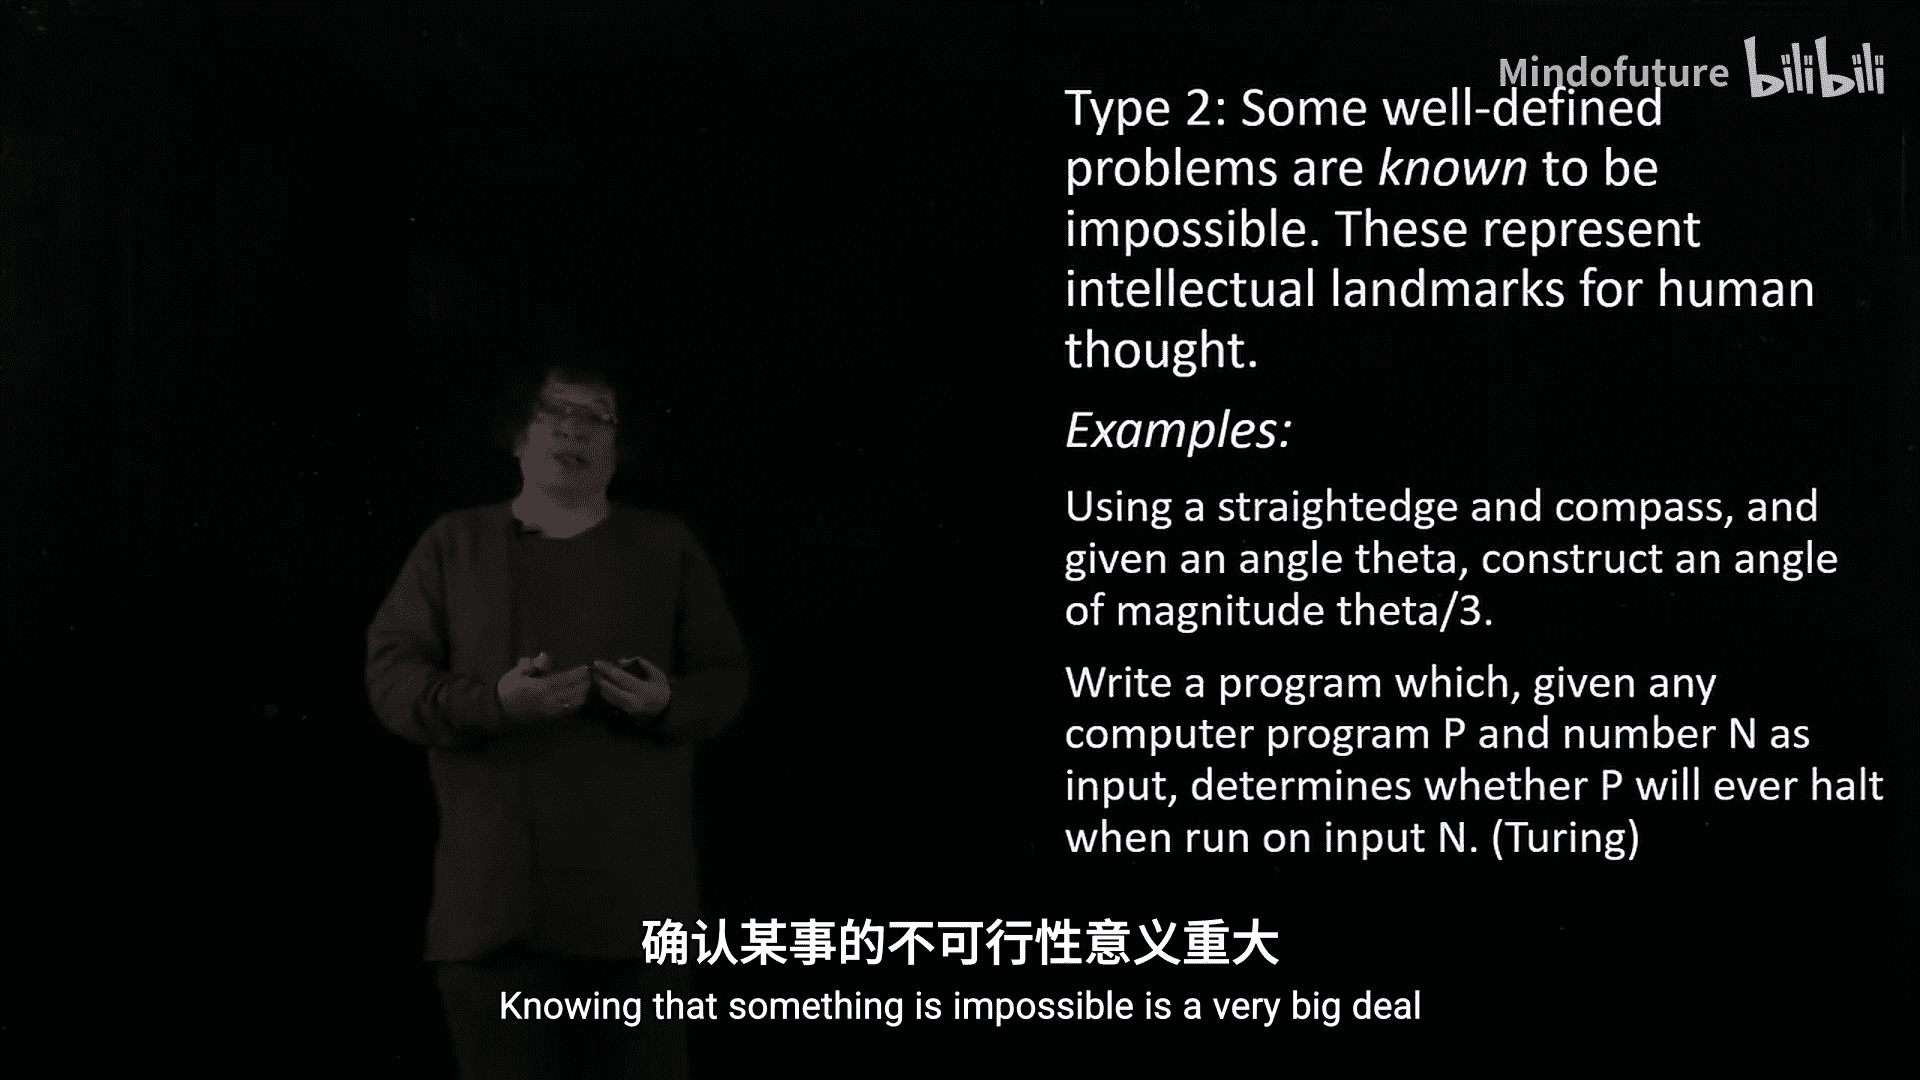 Mindofuture bilibili
Type 2: Some well-defined
problems are known to be
impossible. These represent
intellectual landmarks for human
thought.
Examples:
Using a straightedge and compass, and
given an angle theta, construct an angle
of magnitude theta/3.
Write a program which, given any
computer program P and number N as
input, determines whether P will ever halt
when run on input N. (Turing)
确认某事的不可行性意义重大
Knowing that something is impossible is a very big deal